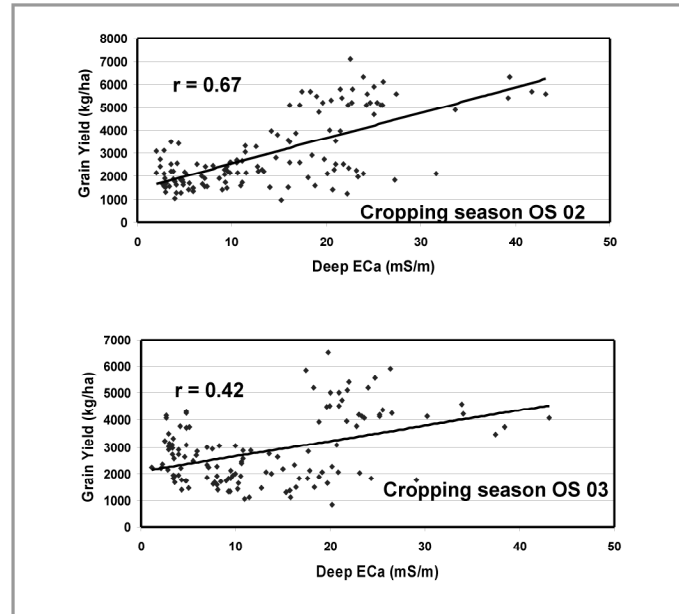 Grain Yield (kg/ha)
8000
7000
6000
5000
4000
3000
2000
1000
0
r = 0.67
Cropping season OS 02
0 10 20 30 40 50
Deep ECa (mS/m)
Grain Yield (kg/ha)
7000
6000
5000
4000
3000
2000
1000
0
r = 0.42
Cropping season OS 03
0 10 20 30 40 50
Deep ECa (mS/m)